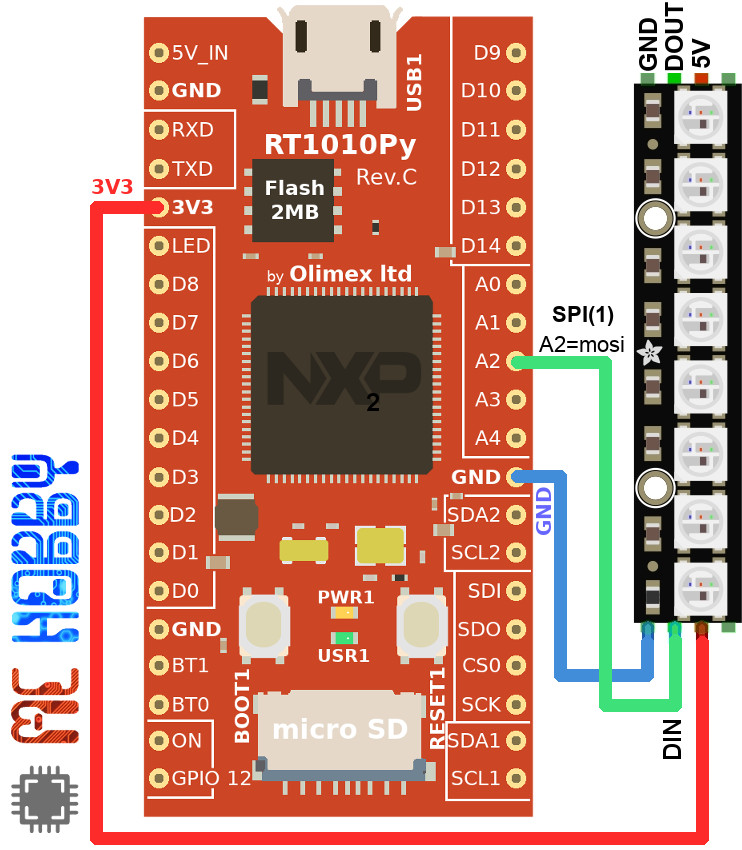 GND
DOUT
5V
5V_IN
GND
RXD
TXD
3V3
3V3
LED
D8
D7
D6
D5
D4
D3
D2
D1
D0
GND
BT1
BT0
ON
GPIO 12
USB1
RT1010Py
Rev.C
Flash
2MB
by Olimex ltd
NXP
2
PWR1
USR1
BOOT1
RESET1
micro SD
D9
D10
D11
D12
D13
D14
A0
A1
A2
A3
A4
GND
SDA2
SCL2
SDI
SDO
CS0
SCK
SDA1
SCL1
SPI(1)
A2=mosi
GND
DIN
MC HOBBY